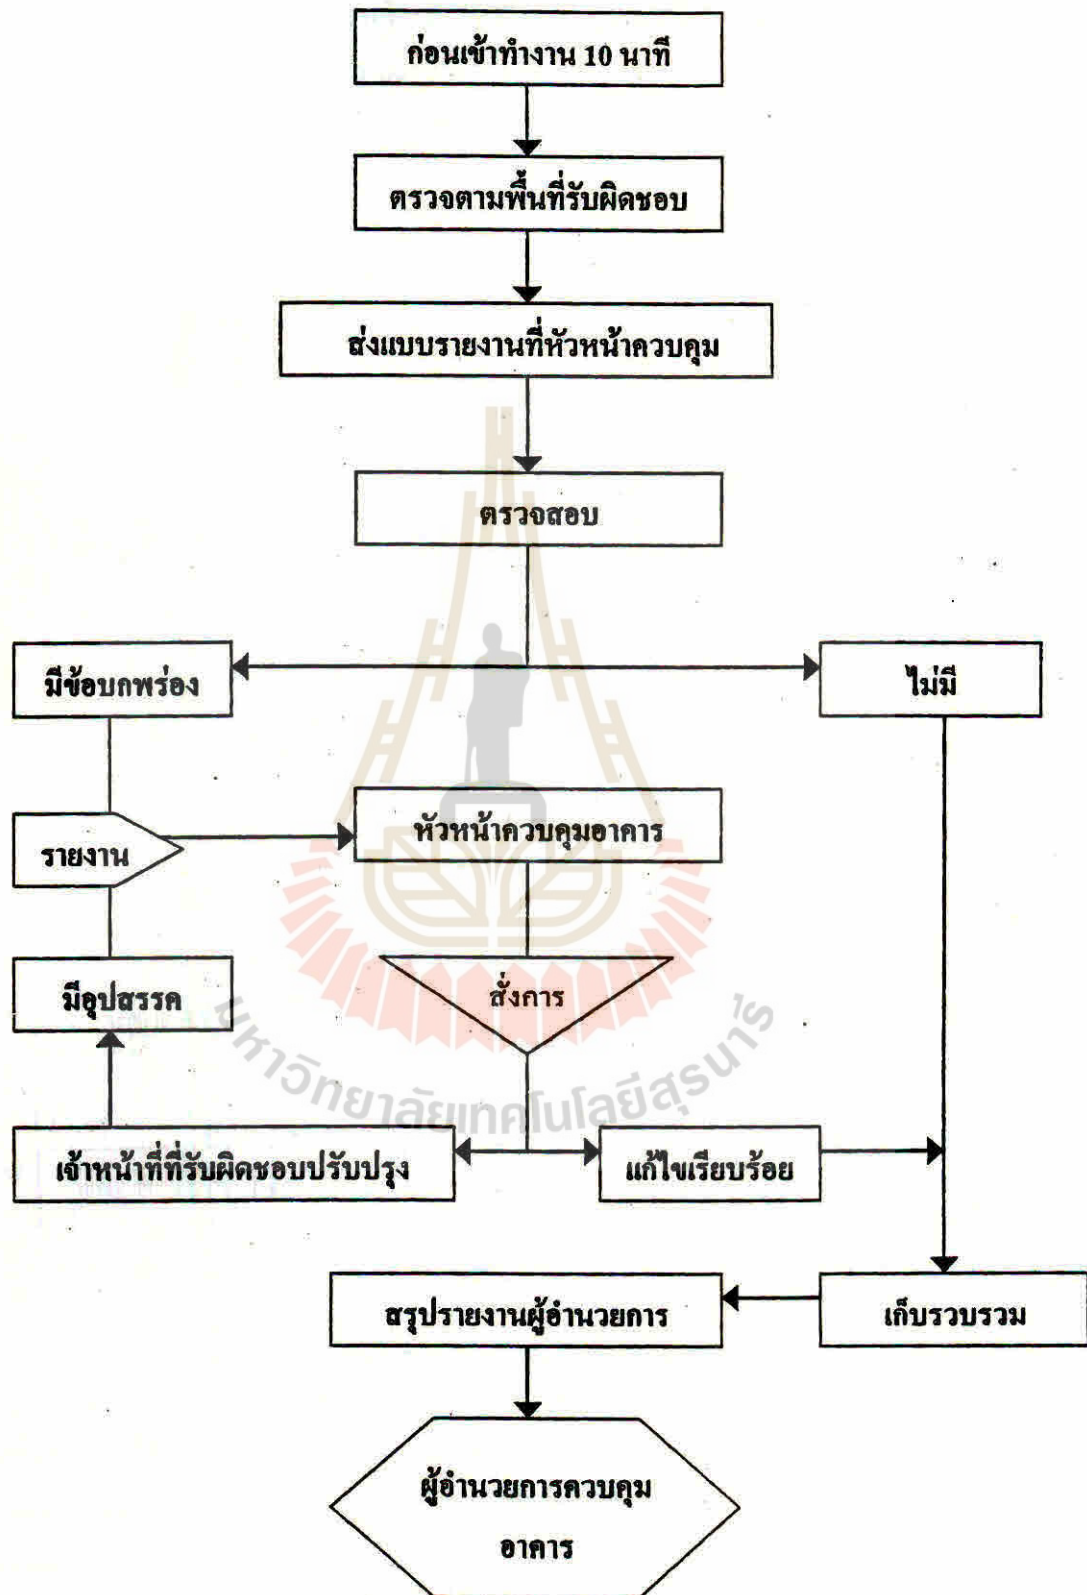 ก่อนเข้าทำงาน 10 นาที
ตรวจตามพื้นที่รับผิดชอบ
ส่งแบบรายงานที่หัวหน้าควบคุม
ตรวจสอบ
มีข้อบกพร่อง
ไม่มี
หัวหน้าควบคุมอาคาร
รายงาน
มีอุปสรรค
สั่งการ
มหาวิทยาลัยเทคโนโลยีสุรนารี
เจ้าหน้าที่ที่รับผิดชอบปรับปรุง
แก้ไขเรียบร้อย
สรุปรายงานผู้อำนวยการ
เก็บรวบรวม
ผู้อำนวยการควบคุม
อาคาร